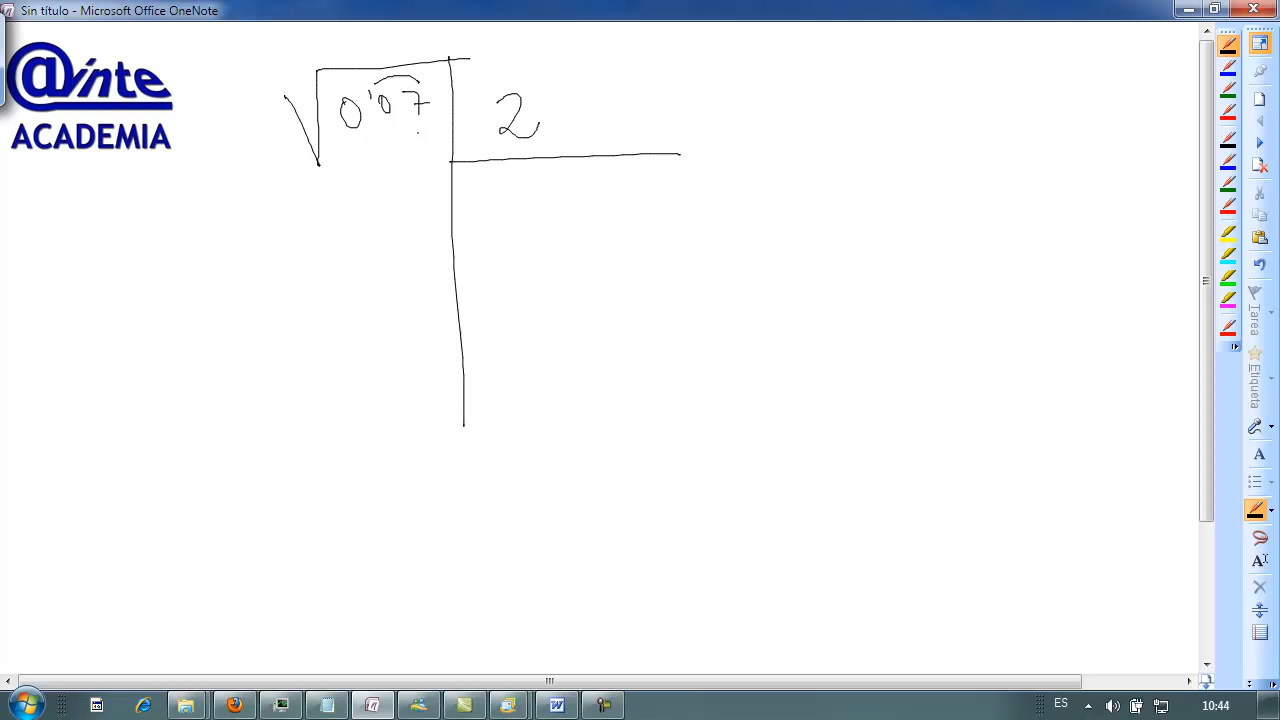 Sin título - Microsoft Office OneNote
@inte
ACADEMIA
√0'07 2
Tarea
Etiqueta
A
A
ES
10:44